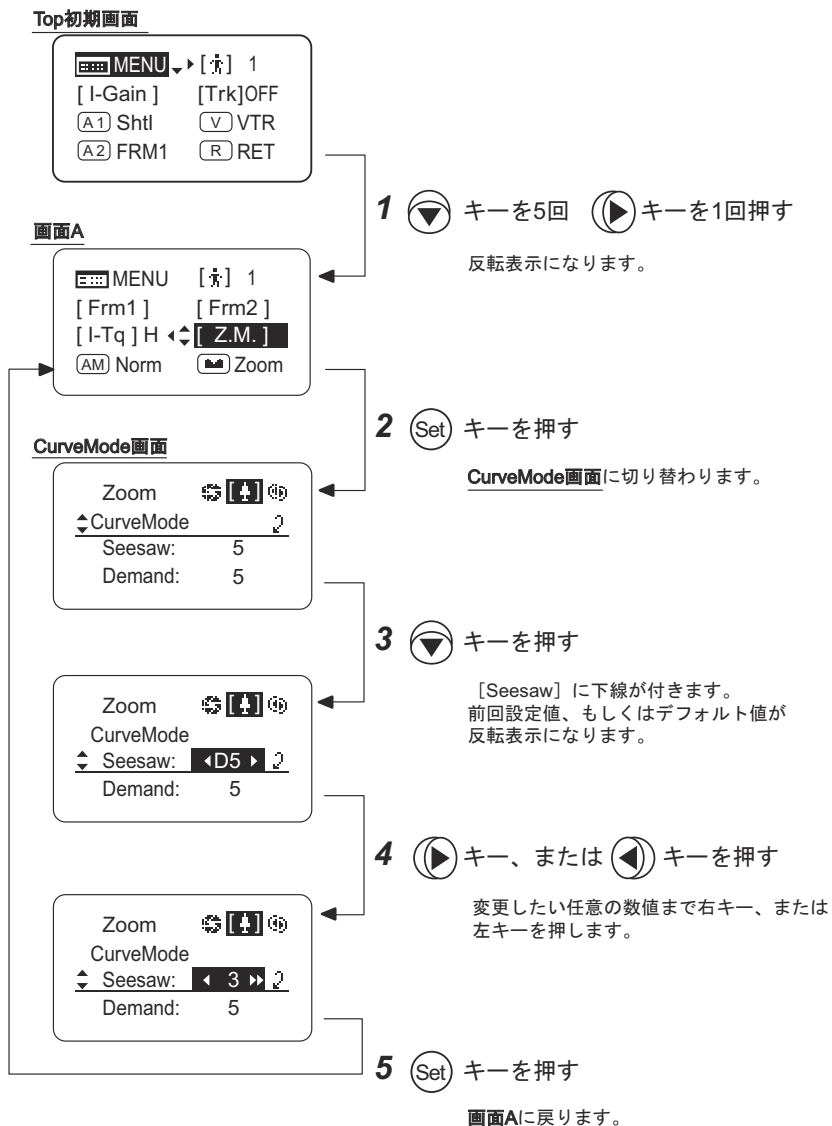 Top初期画面
MENU [ ] 1
[ I-Gain ] [Trk]OFF
A1 Shtl V VTR
A2 FRM1 R RET
1 キーを5回 キーを1回押す
反転表示になります。
画面A
MENU [ ] 1
[ Frm1 ] [ Frm2 ]
[ I-Tq ] H [ Z.M. ]
AM Norm Zoom
2 Set キーを押す
CurveMode画面に切り替わります。
CurveMode画面
Zoom [ ]
CurveMode
Seesaw: 5
Demand: 5
3 キーを押す
［Seesaw］に下線が付きます。
前回設定値、もしくはデフォルト値が
反転表示になります。
Zoom [ ]
CurveMode
Seesaw: D5
Demand: 5
4 キー、または キーを押す
変更したい任意の数値まで右キー、または
左キーを押します。
Zoom [ ]
CurveMode
Seesaw: 3
Demand: 5
5 Set キーを押す
画面Aに戻ります。